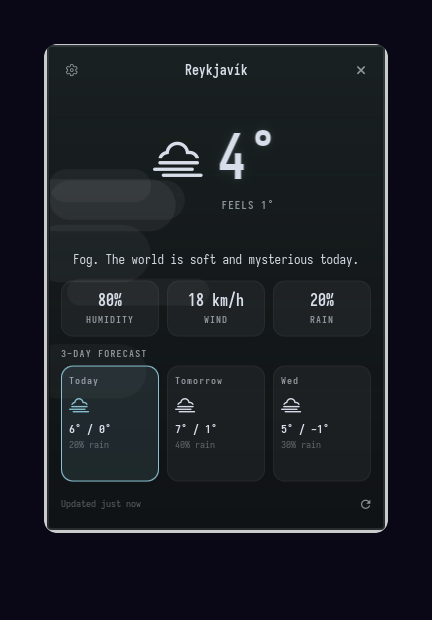 Reykjavík
4°
FEELS 1°
Fog. The world is soft and mysterious today.
80%
HUMIDITY
18 km/h
WIND
20%
RAIN
3-DAY FORECAST
Today
6° / 0°
20% rain
Tomorrow
7° / 1°
40% rain
Wed
5° / -1°
30% rain
Updated just now